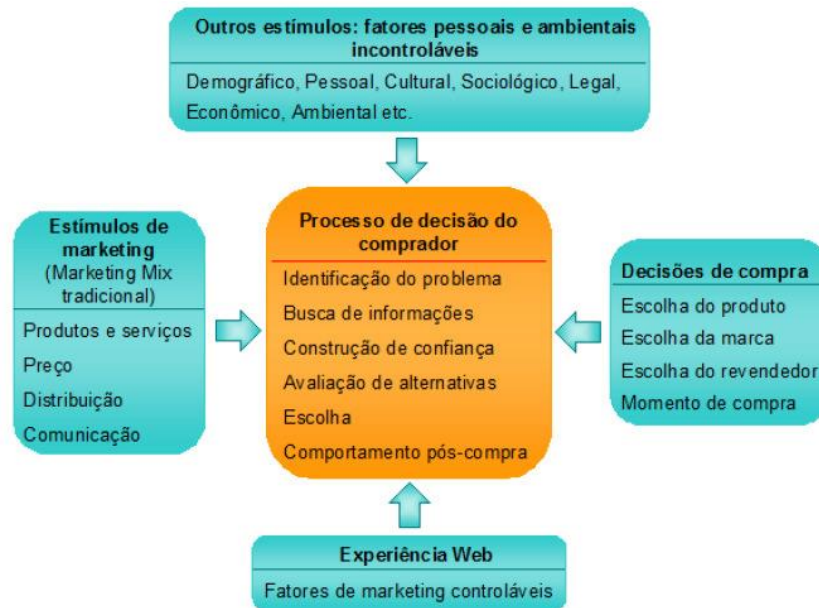 Outros estímulos: fatores pessoais e ambientais
incontroláveis
Demográfico, Pessoal, Cultural, Sociológico, Legal,
Econômico, Ambiental etc.
Estímulos de
marketing
(Marketing Mix
tradicional)
Produtos e serviços
Preço
Distribuição
Comunicação
Processo de decisão do
comprador
Identificação do problema
Busca de informações
Construção de confiança
Avaliação de alternativas
Escolha
Comportamento pós-compra
Decisões de compra
Escolha do produto
Escolha da marca
Escolha do revendedor
Momento de compra
Experiência Web
Fatores de marketing controláveis